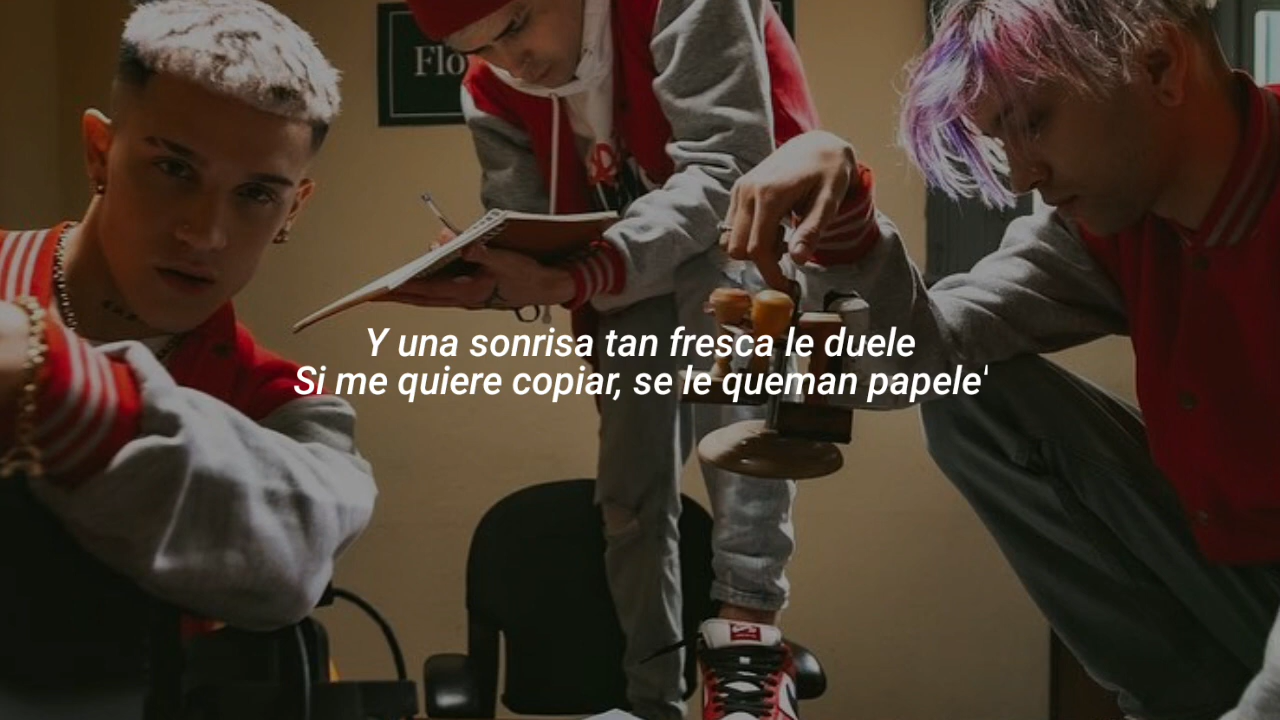 Flo
Y una sonrisa tan fresca le duele
Si me quiere copiar, se le queman papele'